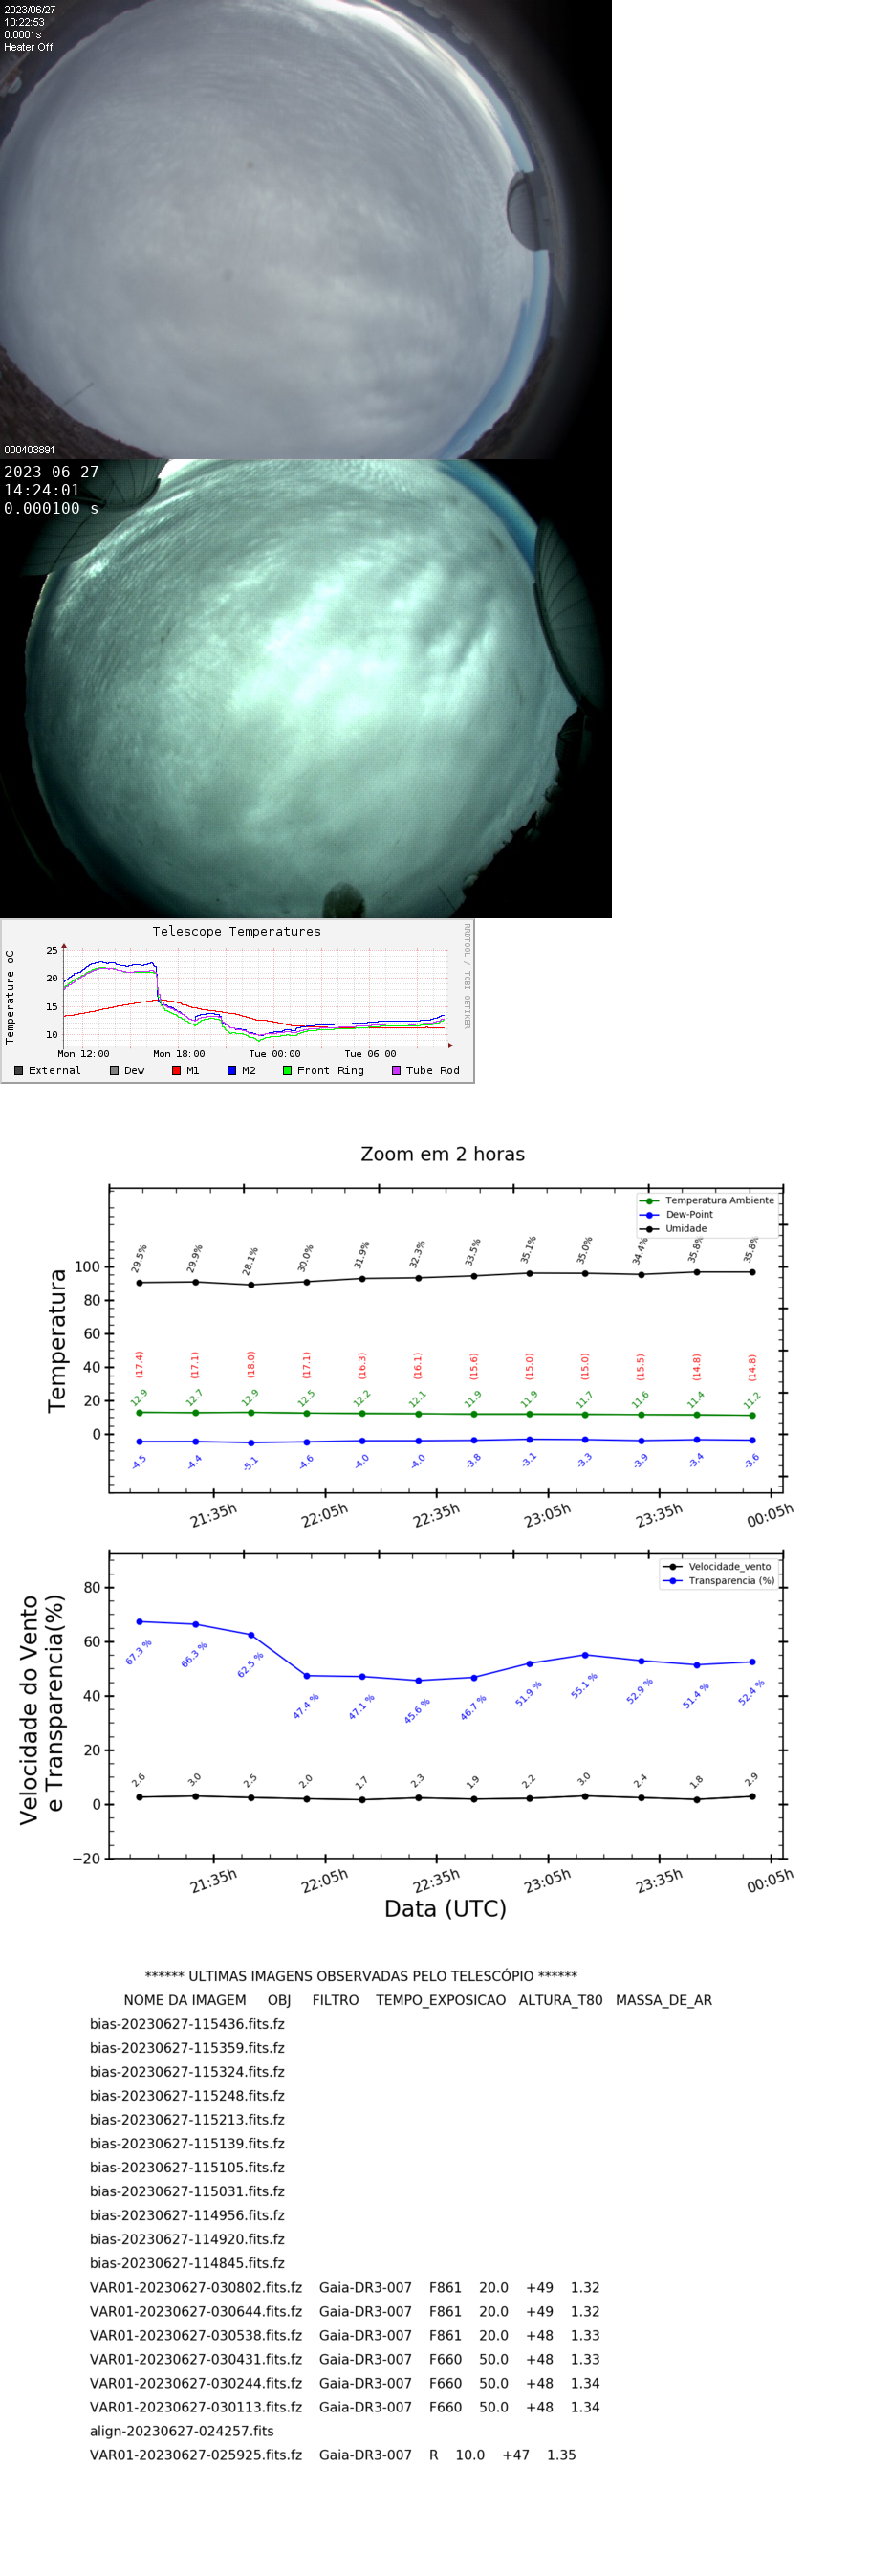 2023/06/27
10:22:53
0.0001s
Heater Off
000403891
2023-06-27
14:24:01
0.000100 s
Telescope Temperatures
Temperature oC
RRDTOOL / TOBI OETIKER
25
20
15
10
Mon 12:00 Mon 18:00 Tue 00:00 Tue 06:00
External Dew M1 M2 Front Ring Tube Rod
Zoom em 2 horas
Temperatura
Temperatura Ambiente
Dew-Point
Umidade
100
80
60
40
20
0
29.5% 29.9% 28.1% 30.0% 31.9% 32.3% 33.5% 35.1% 35.0% 34.4% 35.8% 35.8%
(17.4) (17.1) (18.0) (17.1) (16.3) (16.1) (15.6) (15.0) (15.0) (15.5) (14.8) (14.8)
12.9 12.7 12.9 12.5 12.2 12.1 11.9 11.9 11.7 11.6 11.4 11.2
-4.5 -4.4 -5.1 -4.6 -4.0 -4.0 -3.8 -3.1 -3.3 -3.9 -3.4 -3.6
21:35h 22:05h 22:35h 23:05h 23:35h 00:05h
Velocidade do Vento
e Transparencia(%)
Velocidade_vento
Transparencia (%)
80
60
40
20
0
−20
67.3 % 66.3 % 62.5 % 47.4 % 47.1 % 45.6 % 46.7 % 51.9 % 55.1 % 52.9 % 51.4 % 52.4 %
2.6 3.0 2.5 2.0 1.7 2.3 1.9 2.2 3.0 2.4 1.8 2.9
21:35h 22:05h 22:35h 23:05h 23:35h 00:05h
Data (UTC)
****** ULTIMAS IMAGENS OBSERVADAS PELO TELESCÓPIO ******
NOME DA IMAGEM OBJ FILTRO TEMPO_EXPOSICAO ALTURA_T80 MASSA_DE_AR
bias-20230627-115436.fits.fz
bias-20230627-115359.fits.fz
bias-20230627-115324.fits.fz
bias-20230627-115248.fits.fz
bias-20230627-115213.fits.fz
bias-20230627-115139.fits.fz
bias-20230627-115105.fits.fz
bias-20230627-115031.fits.fz
bias-20230627-114956.fits.fz
bias-20230627-114920.fits.fz
bias-20230627-114845.fits.fz
VAR01-20230627-030802.fits.fz Gaia-DR3-007 F861 20.0 +49 1.32
VAR01-20230627-030644.fits.fz Gaia-DR3-007 F861 20.0 +49 1.32
VAR01-20230627-030538.fits.fz Gaia-DR3-007 F861 20.0 +48 1.33
VAR01-20230627-030431.fits.fz Gaia-DR3-007 F660 50.0 +48 1.33
VAR01-20230627-030244.fits.fz Gaia-DR3-007 F660 50.0 +48 1.34
VAR01-20230627-030113.fits.fz Gaia-DR3-007 F660 50.0 +48 1.34
align-20230627-024257.fits
VAR01-20230627-025925.fits.fz Gaia-DR3-007 R 10.0 +47 1.35